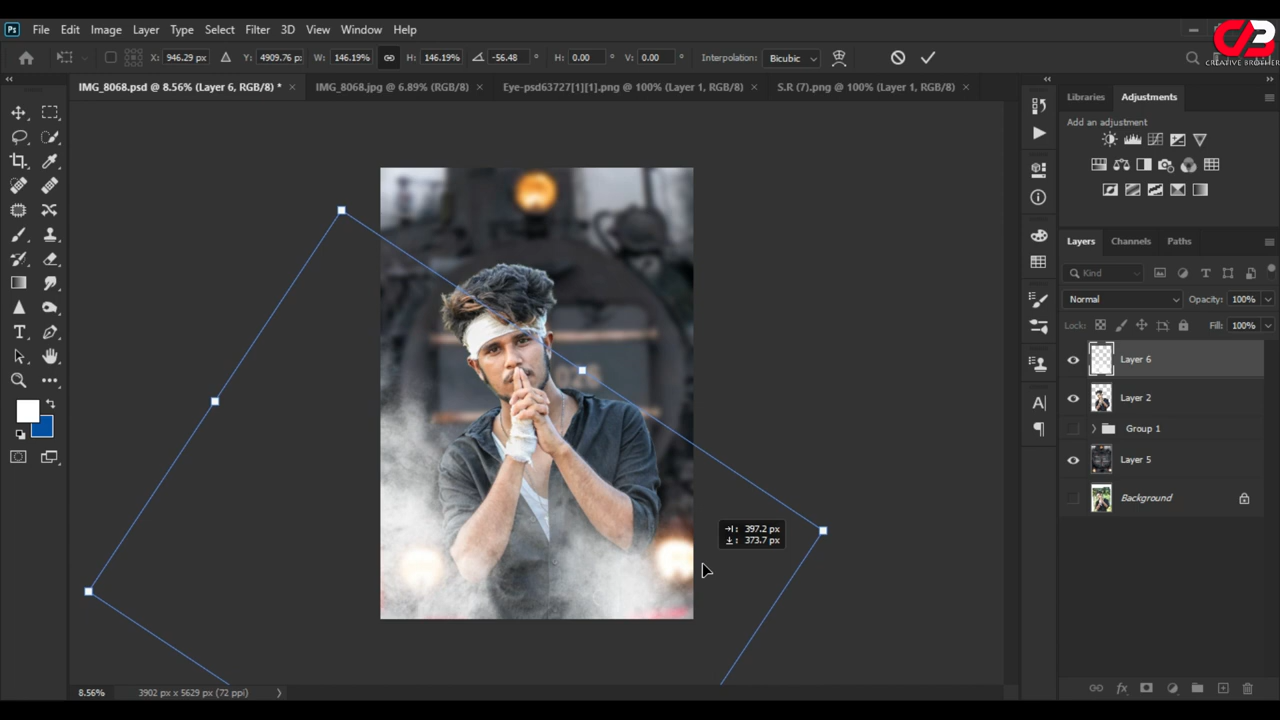 Ps File Edit Image Layer Type Select Filter 3D View Window Help
CREATIVE BROTHER
X: 946.29 px Y: 4909.76 px W: 146.19% H: 146.19% -56.48 ° H: 0.00 ° V: 0.00 ° Interpolation: Bicubic
IMG_8068.psd @ 8.56% (Layer 6, RGB/8) * × IMG_8068.jpg @ 6.89% (RGB/8) × Eye-psd63727[1][1].png @ 100% (Layer 1, RGB/8) × S.R (7).png @ 100% (Layer 1, RGB/8) ×
Libraries Adjustments
Add an adjustment
Layers Channels Paths
Kind
Normal Opacity: 100%
Lock: Fill: 100%
Layer 6
Layer 2
Group 1
Layer 5
Background
397.2 px
373.7 px
8.56% 3902 px x 5629 px (72 ppi)